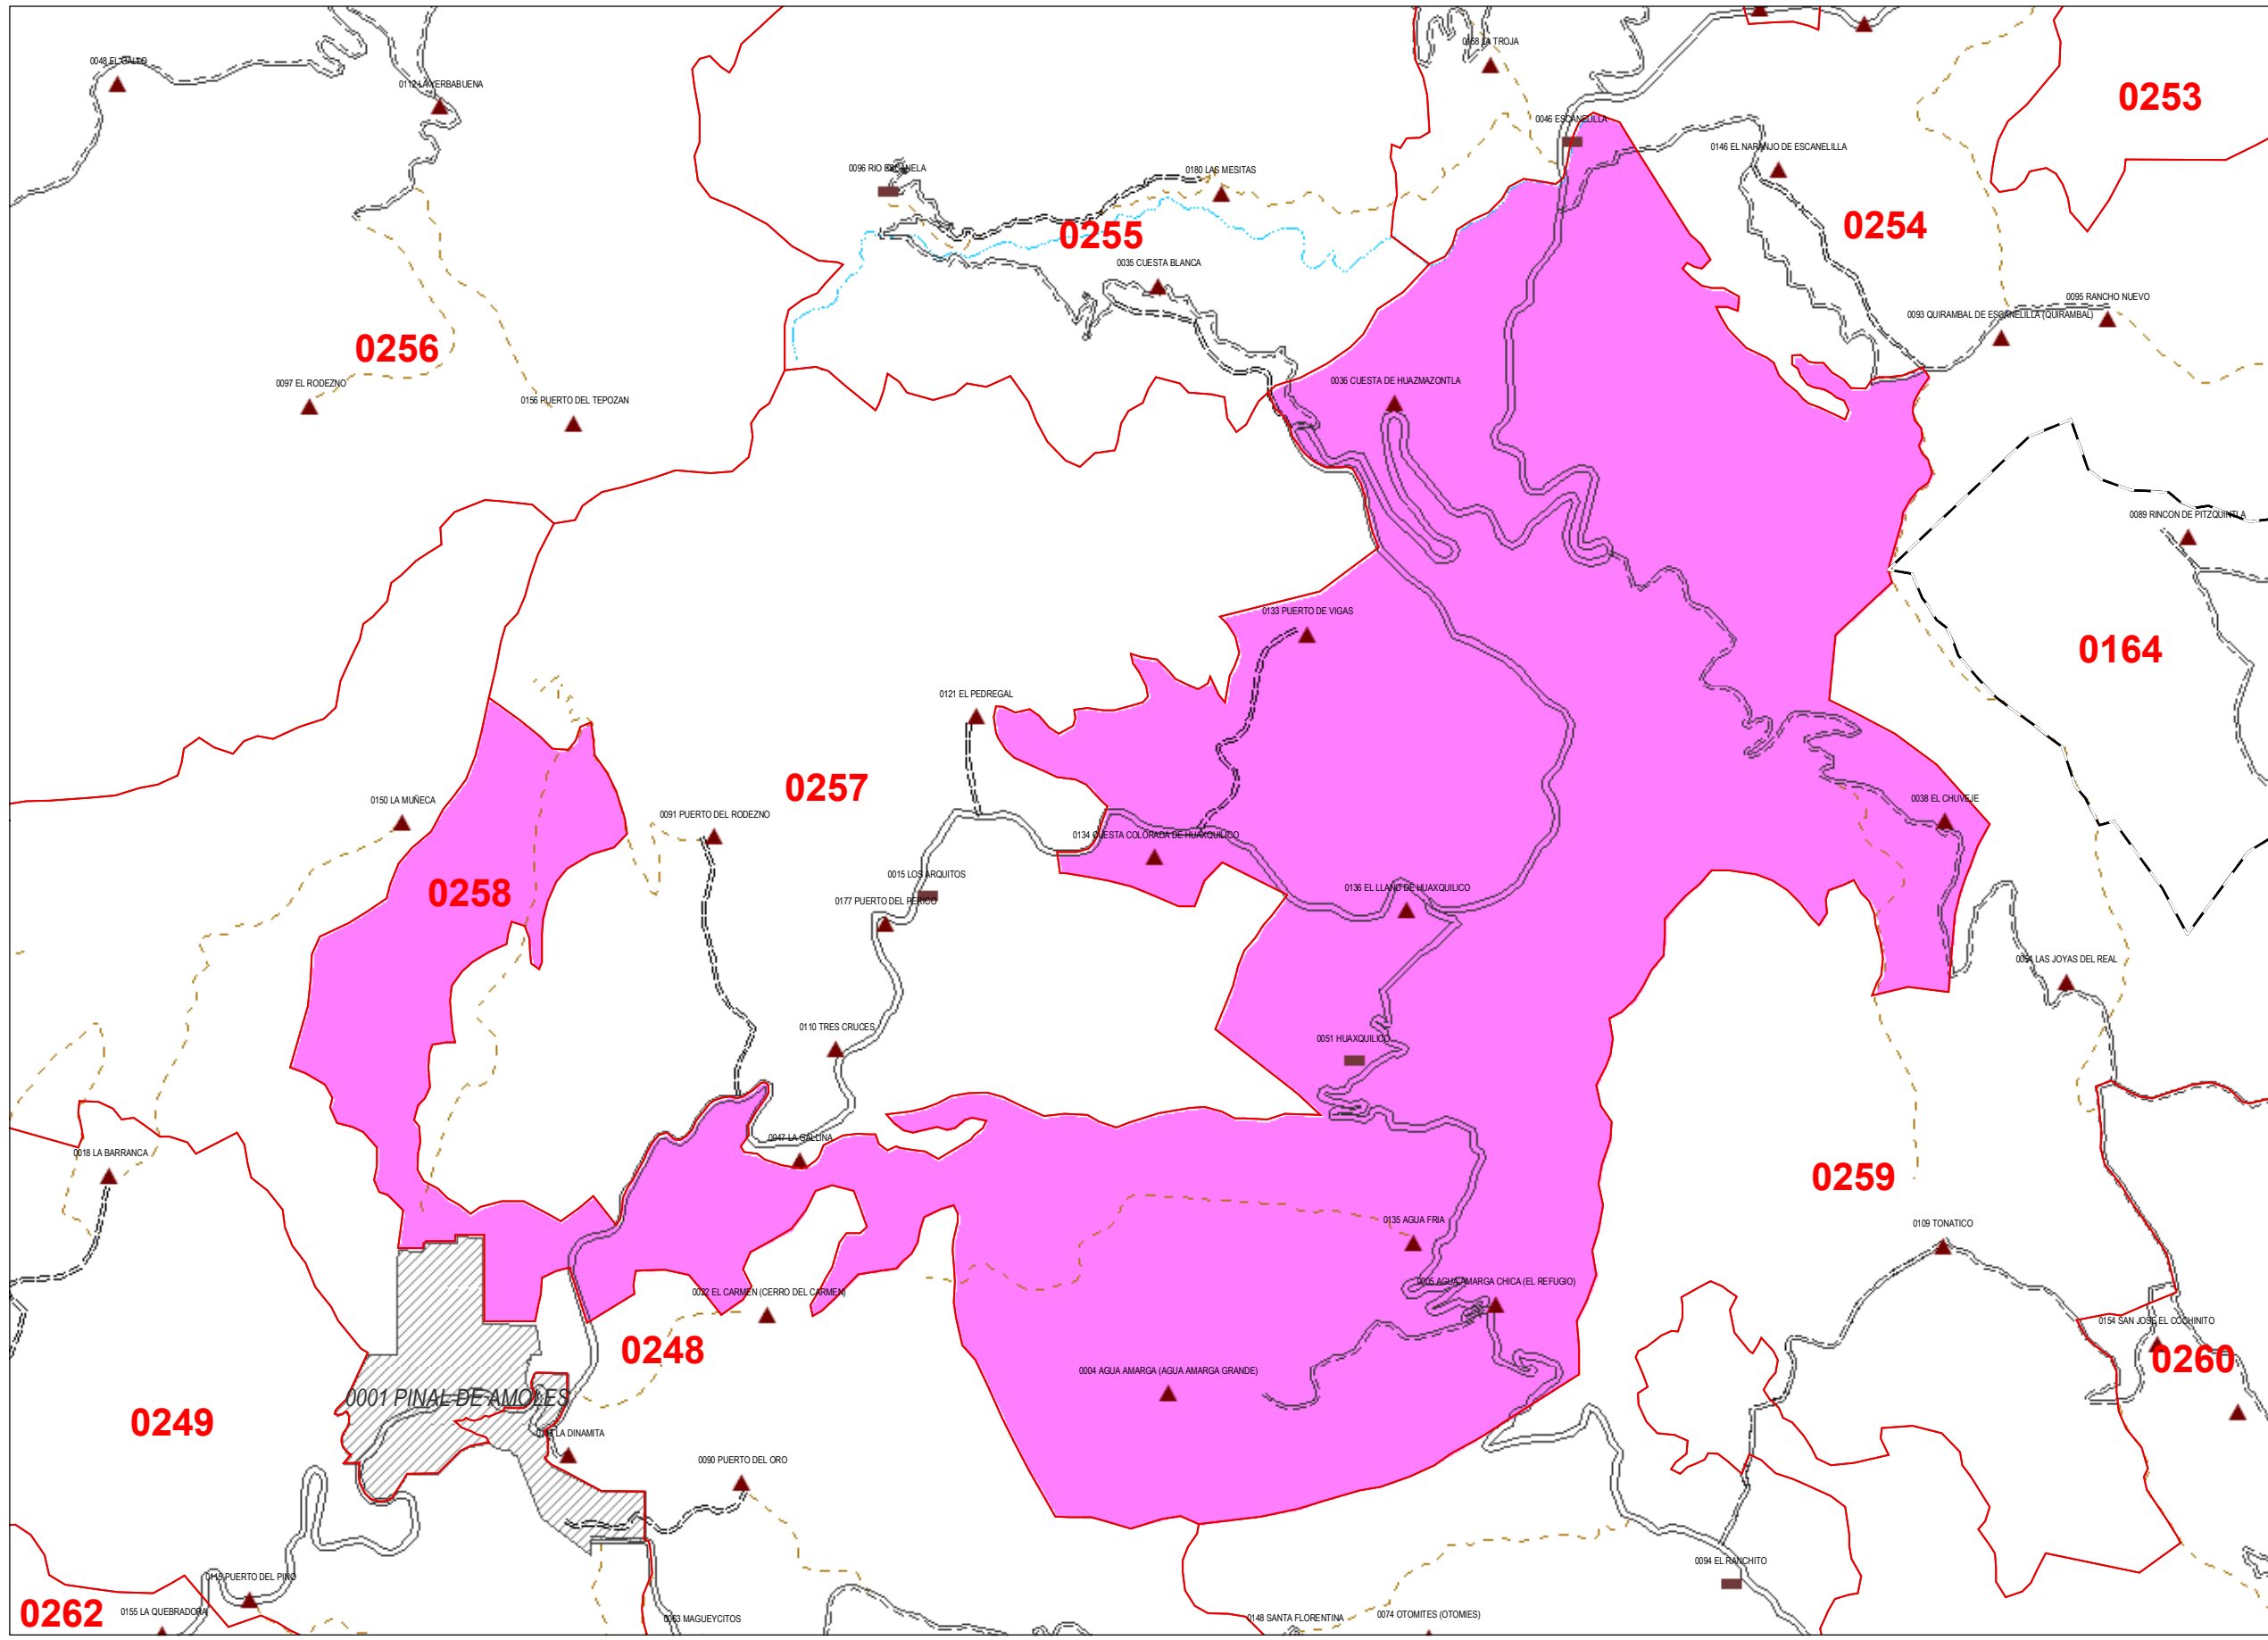 0168 LA TROJA
0048 EL GALLO
0112 LA YERBABUENA
0253
0046 ESCANELILLA
0146 EL NARANJO DE ESCANELILLA
0096 RIO ESCANELA
0180 LAS MESITAS
0254
0255
0035 CUESTA BLANCA
0095 RANCHO NUEVO
0093 QUIRAMBAL DE ESCANELILLA (QUIRAMBAL)
0256
0097 EL RODEZNO
0036 CUESTA DE HUAZMAZONTLA
0156 PUERTO DEL TEPOZAN
0089 RINCON DE PITZQUINTLA
0133 PUERTO DE VIGAS
0164
0121 EL PEDREGAL
0257
0150 LA MUÑECA
0038 EL CHUVEJE
0091 PUERTO DEL RODEZNO
0134 CUESTA COLORADA DE HUAXQUILICO
0258
0015 LOS ARQUITOS
0136 EL LLANO DE HUAXQUILICO
0177 PUERTO DEL PERICO
0054 LAS JOYAS DEL REAL
0110 TRES CRUCES
0051 HUAXQUILICO
0047 LA GALLINA
0018 LA BARRANCA
0259
0135 AGUA FRIA
0109 TONATICO
0005 AGUA AMARGA CHICA (EL REFUGIO)
0022 EL CARMEN (CERRO DEL CARMEN)
0154 SAN JOSE EL COCHINITO
0248
0260
0004 AGUA AMARGA (AGUA AMARGA GRANDE)
0001 PINAL DE AMOLES
0249
LA DINAMITA
0090 PUERTO DEL ORO
0094 EL RANCHITO
0119 PUERTO DEL PINO
0262
0155 LA QUEBRADORA
0063 MAGUEYCITOS
0148 SANTA FLORENTINA
0074 OTOMITES (OTOMIES)